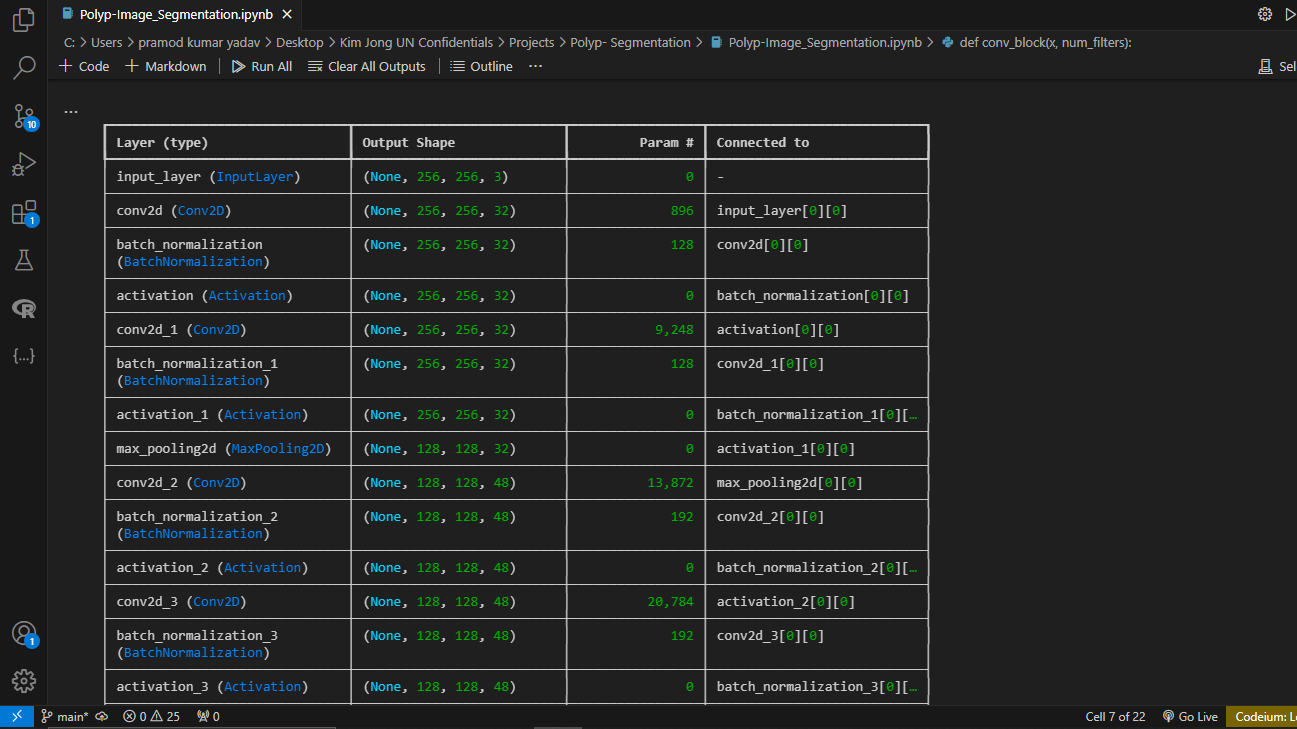 Polyp-Image_Segmentation.ipynb
C: > Users > pramod kumar yadav > Desktop > Kim Jong UN Confidentials > Projects > Polyp- Segmentation > Polyp-Image_Segmentation.ipynb > def conv_block(x, num_filters):
+ Code + Markdown | Run All Clear All Outputs | Outline ... Sel
...
Layer (type) Output Shape Param # Connected to
input_layer (InputLayer) (None, 256, 256, 3) 0 -
conv2d (Conv2D) (None, 256, 256, 32) 896 input_layer[0][0]
batch_normalization (None, 256, 256, 32) 128 conv2d[0][0]
(BatchNormalization)
activation (Activation) (None, 256, 256, 32) 0 batch_normalization[0][0]
conv2d_1 (Conv2D) (None, 256, 256, 32) 9,248 activation[0][0]
batch_normalization_1 (None, 256, 256, 32) 128 conv2d_1[0][0]
(BatchNormalization)
activation_1 (Activation) (None, 256, 256, 32) 0 batch_normalization_1[0][…
max_pooling2d (MaxPooling2D) (None, 128, 128, 32) 0 activation_1[0][0]
conv2d_2 (Conv2D) (None, 128, 128, 48) 13,872 max_pooling2d[0][0]
batch_normalization_2 (None, 128, 128, 48) 192 conv2d_2[0][0]
(BatchNormalization)
activation_2 (Activation) (None, 128, 128, 48) 0 batch_normalization_2[0][…
conv2d_3 (Conv2D) (None, 128, 128, 48) 20,784 activation_2[0][0]
batch_normalization_3 (None, 128, 128, 48) 192 conv2d_3[0][0]
(BatchNormalization)
activation_3 (Activation) (None, 128, 128, 48) 0 batch_normalization_3[0][…
10
1
R
{...}
1
main* 0 25 0 Cell 7 of 22 Go Live Codeium: L